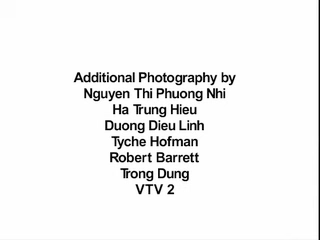 Additional Photography by
Nguyen Thi Phuong Nhi
Ha Trung Hieu
Duong Dieu Linh
Tyche Hofman
Robert Barrett
Trong Dung
VTV 2